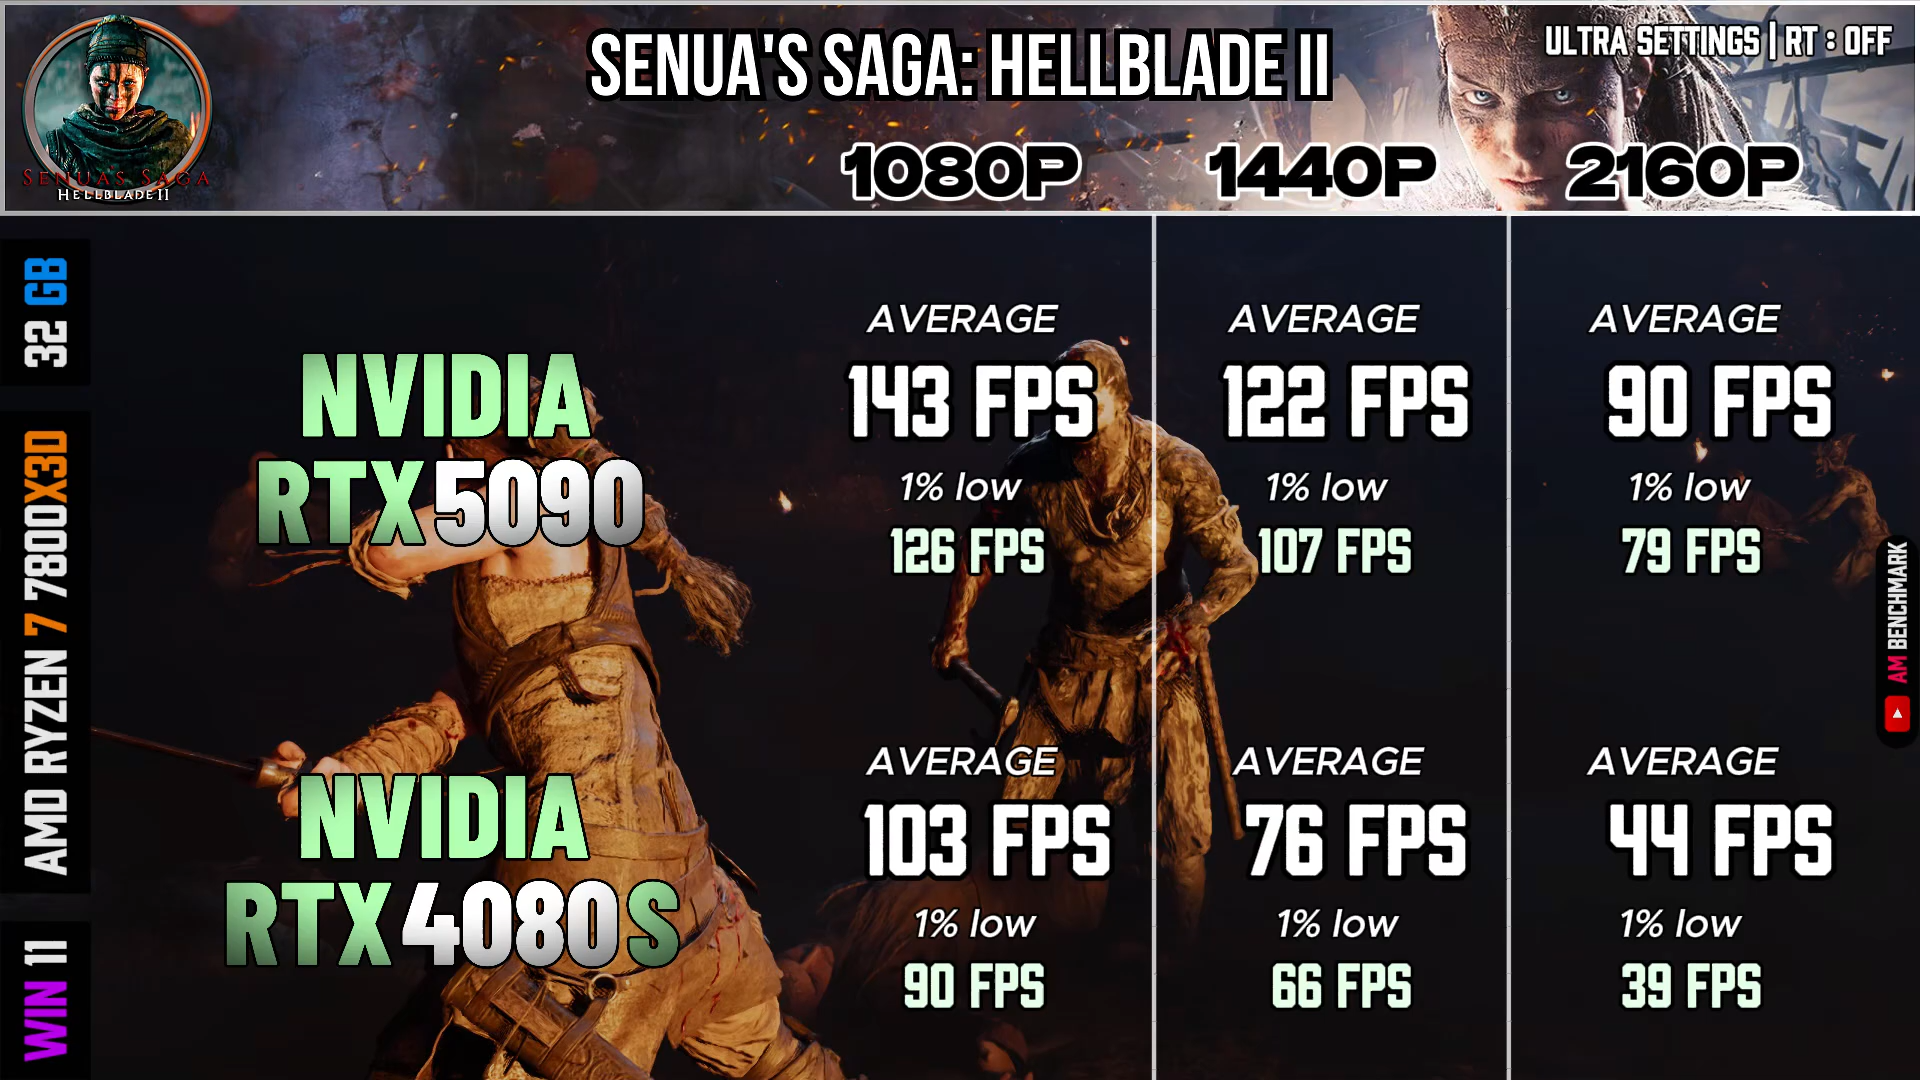 SENUA'S SAGA: HELLBLADE II
ULTRA SETTINGS | RT : OFF
SENUAS SAGA
HELLBLADE II
1080P 1440P 2160P
32 GB
AMD RYZEN 7 7800X3D
WIN 11
NVIDIA
RTX 5090
AVERAGE AVERAGE AVERAGE
143 FPS 122 FPS 90 FPS
1% low 1% low 1% low
126 FPS 107 FPS 79 FPS
NVIDIA
RTX 4080 S
AVERAGE AVERAGE AVERAGE
103 FPS 76 FPS 44 FPS
1% low 1% low 1% low
90 FPS 66 FPS 39 FPS
AM BENCHMARK